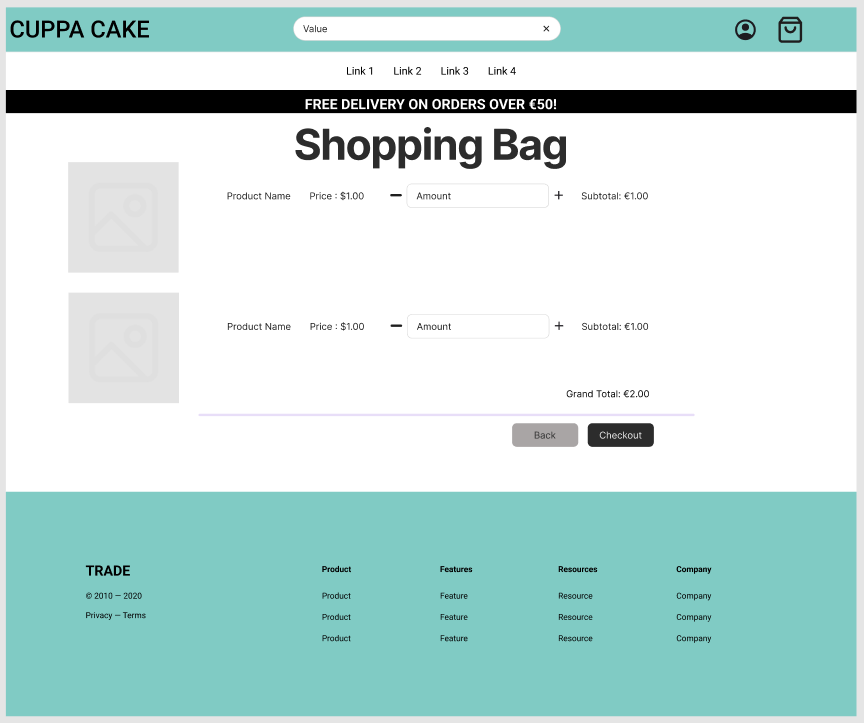 CUPPA CAKE
Value
Link 1 Link 2 Link 3 Link 4
FREE DELIVERY ON ORDERS OVER €50!
Shopping Bag
Product Name Price : $1.00 Amount Subtotal: €1.00
Product Name Price : $1.00 Amount Subtotal: €1.00
Grand Total: €2.00
Back Checkout
TRADE
© 2010 — 2020
Privacy — Terms
Product
Product
Product
Product
Features
Feature
Feature
Feature
Resources
Resource
Resource
Resource
Company
Company
Company
Company